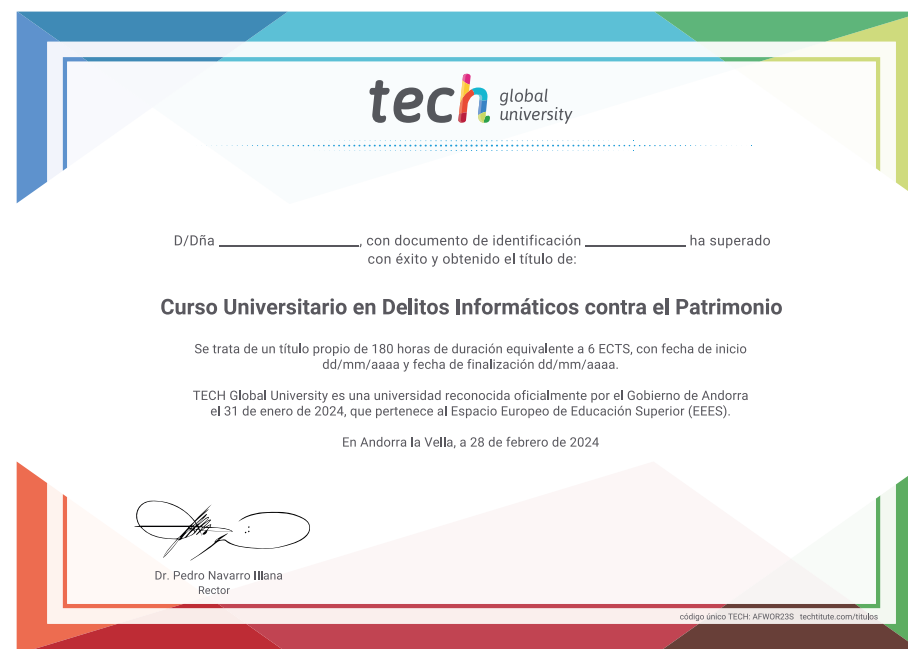 tech global
university
D/Dña ______________, con documento de identificación __________ ha superado
con éxito y obtenido el título de:
Curso Universitario en Delitos Informáticos contra el Patrimonio
Se trata de un título propio de 180 horas de duración equivalente a 6 ECTS, con fecha de inicio
dd/mm/aaaa y fecha de finalización dd/mm/aaaa.
TECH Global University es una universidad reconocida oficialmente por el Gobierno de Andorra
el 31 de enero de 2024, que pertenece al Espacio Europeo de Educación Superior (EEES).
En Andorra la Vella, a 28 de febrero de 2024
Dr. Pedro Navarro Illana
Rector
código único TECH: AFWOR23S techtitute.com/titulos